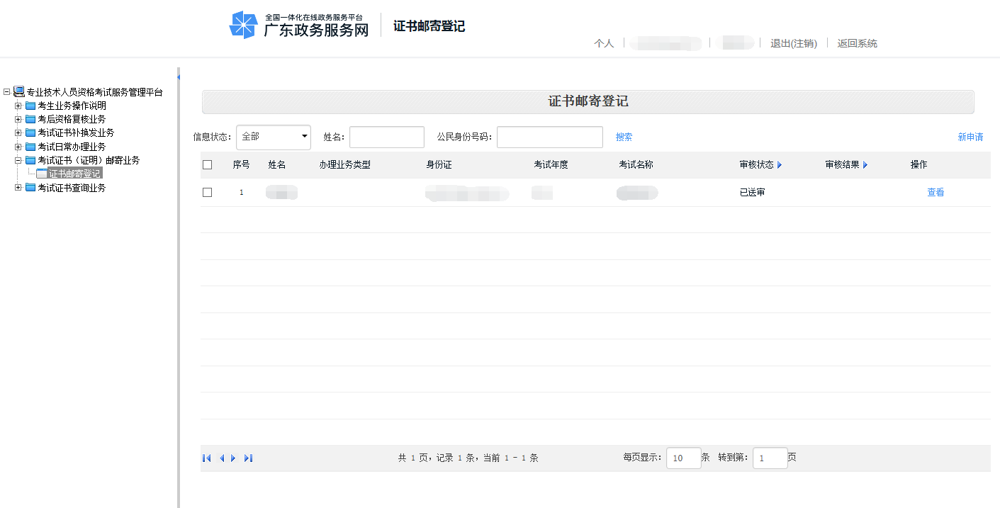 全国一体化在线政务服务平台
广东政务服务网
证书邮寄登记
个人 退出(注销) 返回系统
专业技术人员资格考试服务管理平台
考生业务操作说明
考后资格复核业务
考试证书补换发业务
考试日常办理业务
考试证书（证明）邮寄业务
证书邮寄登记
考试证书查询业务
证书邮寄登记
信息状态： 全部 姓名： 公民身份号码： 搜索 新申请
序号 姓名 办理业务类型 身份证 考试年度 考试名称 审核状态 审核结果 操作
1 已送审 查看
共 1 页，记录 1 条，当前 1 - 1 条 每页显示： 10 条 转到第： 1 页